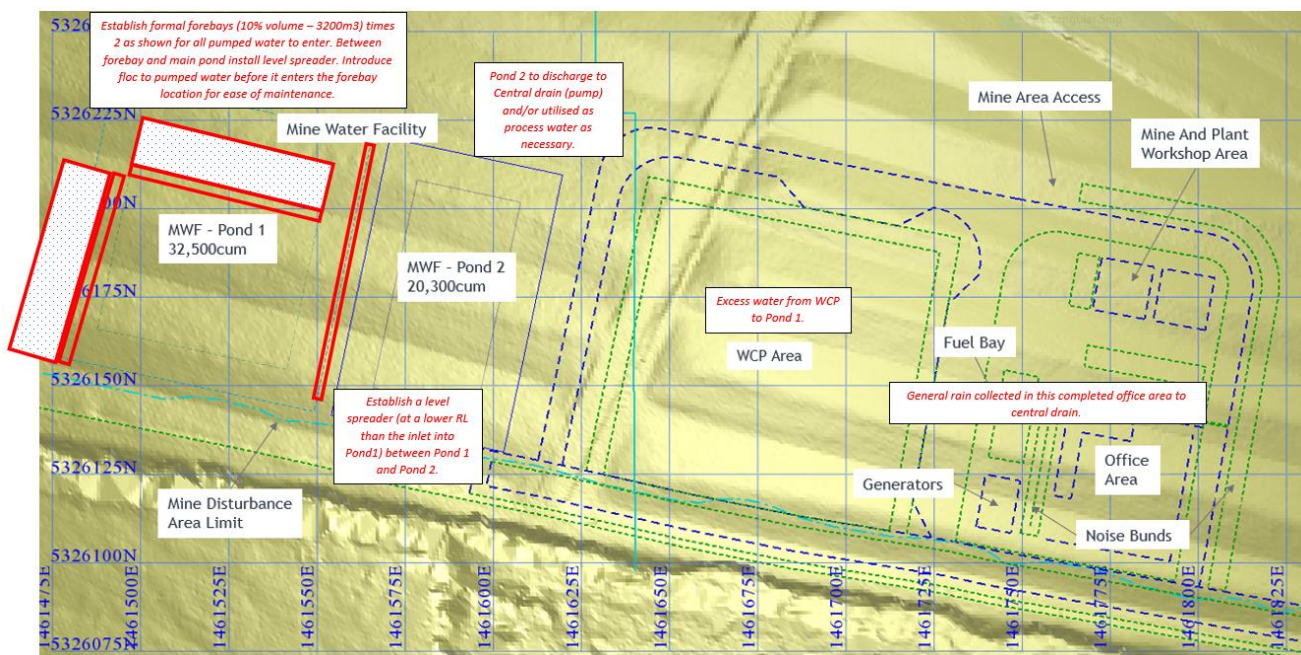 5326
Establish formal forebays (10% volume – 3200m3) times
2 as shown for all pumped water to enter. Between
forebay and main pond install level spreader. Introduce
floc to pumped water before it enters the forebay
location for ease of maintenance.
Pond 2 to discharge to
Central drain (pump)
and/or utilised as
process water as
necessary.
Mine Area Access
5326225N
Mine Water Facility
Mine And Plant
Workshop Area
00N
MWF - Pond 1
32,500cum
MWF - Pond 2
20,300cum
6175N
Excess water from WCP
to Pond 1.
WCP Area
Fuel Bay
5326150N
General rain collected in this completed office area to
central drain.
Establish a level
spreader (at a lower RL
than the inlet into
Pond1) between Pond 1
and Pond 2.
5326125N
Mine Disturbance
Area Limit
Generators
Office
Area
Noise Bunds
5326100N
1461475E
1461500E
1461525E
1461550E
1461575E
1461600E
1461625E
1461650E
1461675E
1461700E
1461725E
1461750E
1461775E
1461800E
1461825E
5326075N